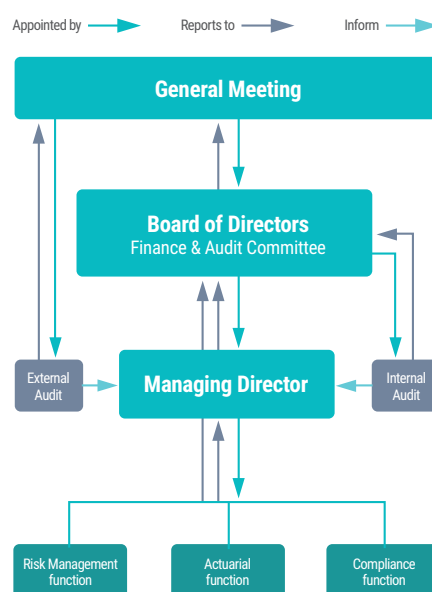 Appointed by
Reports to
Inform
General Meeting
Board of Directors
Finance & Audit Committee
External
Audit
Managing Director
Internal
Audit
Risk Management
function
Actuarial
function
Compliance
function